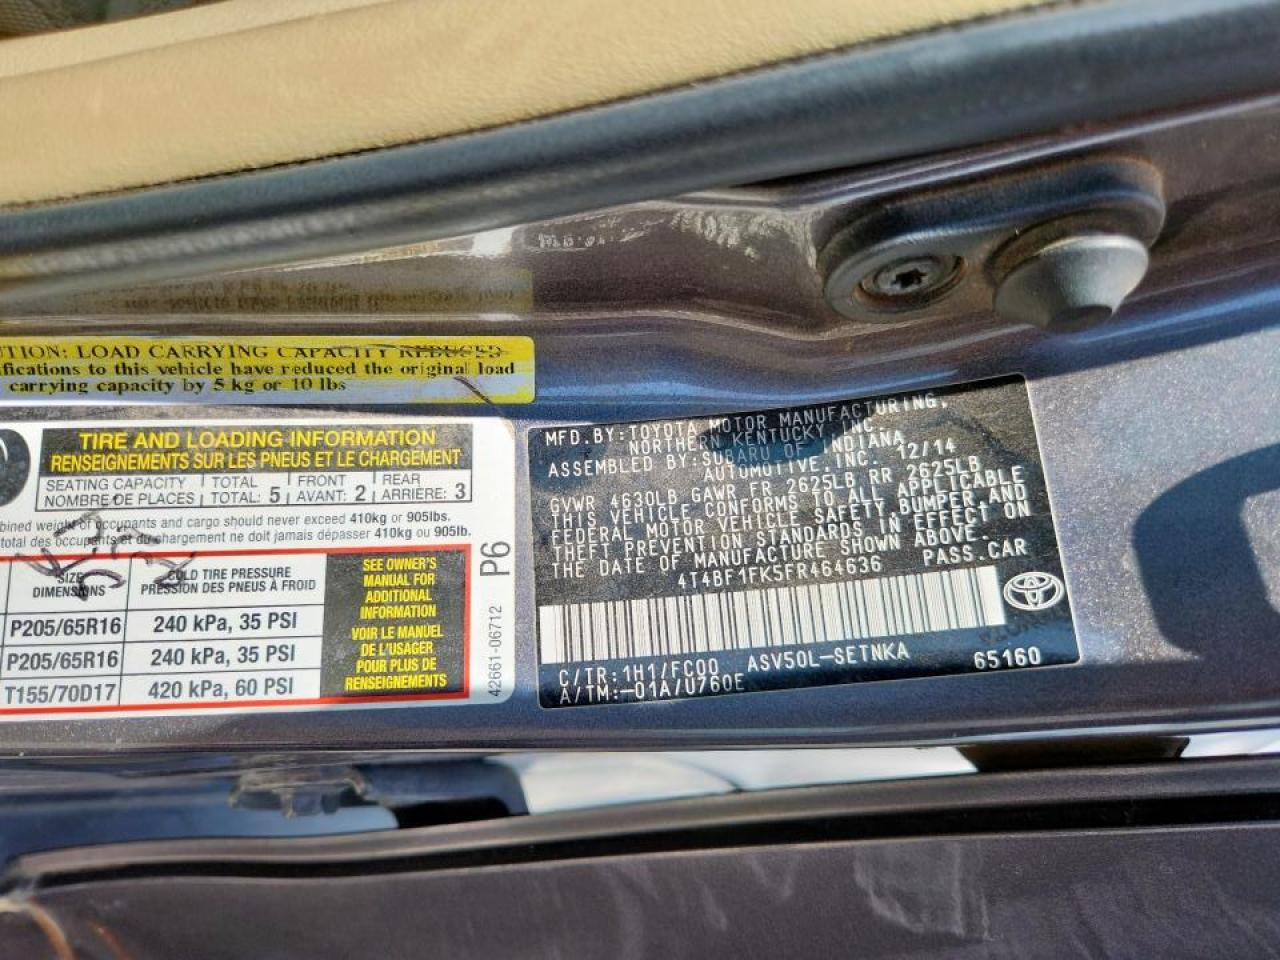 UTION: LOAD CARRYING CAPACITY REDUCED
ifications to this vehicle have reduced the original load
carrying capacity by 5 kg or 10 lbs
TIRE AND LOADING INFORMATION
RENSEIGNEMENTS SUR LES PNEUS ET LE CHARGEMENT
SEATING CAPACITY TOTAL FRONT REAR
NOMBRE DE PLACES TOTAL: 5 AVANT: 2 ARRIÈRE: 3
bined weight of occupants and cargo should never exceed 410kg or 905lbs.
total des occupants et du chargement ne doit jamais dépasser 410kg ou 905lb.
SIZE COLD TIRE PRESSURE
DIMENSIONS PRESSION DES PNEUS À FROID
P205/65R16 240 kPa, 35 PSI
P205/65R16 240 kPa, 35 PSI
T155/70D17 420 kPa, 60 PSI
SEE OWNER'S
MANUAL FOR
ADDITIONAL
INFORMATION
VOIR LE MANUEL
DE L'USAGER
POUR PLUS DE
RENSEIGNEMENTS
42661-06712 P6
MFD.BY:TOYOTA MOTOR MANUFACTURING,
NORTHERN KENTUCKY, INC.
ASSEMBLED BY:SUBARU OF INDIANA
AUTOMOTIVE.INC. 12/14
GVWR 4630LB GAWR FR 2625LB RR 2625LB
THIS VEHICLE CONFORMS TO ALL APPLICABLE
FEDERAL MOTOR VEHICLE SAFETY,BUMPER AND
THEFT PREVENTION STANDARDS IN EFFECT ON
THE DATE OF MANUFACTURE SHOWN ABOVE.
4T4BF1FK5FR464636 PASS.CAR
C/TR:1H1/FC00 ASV50L-SETNKA
A/TM:-01A/U760E 65160